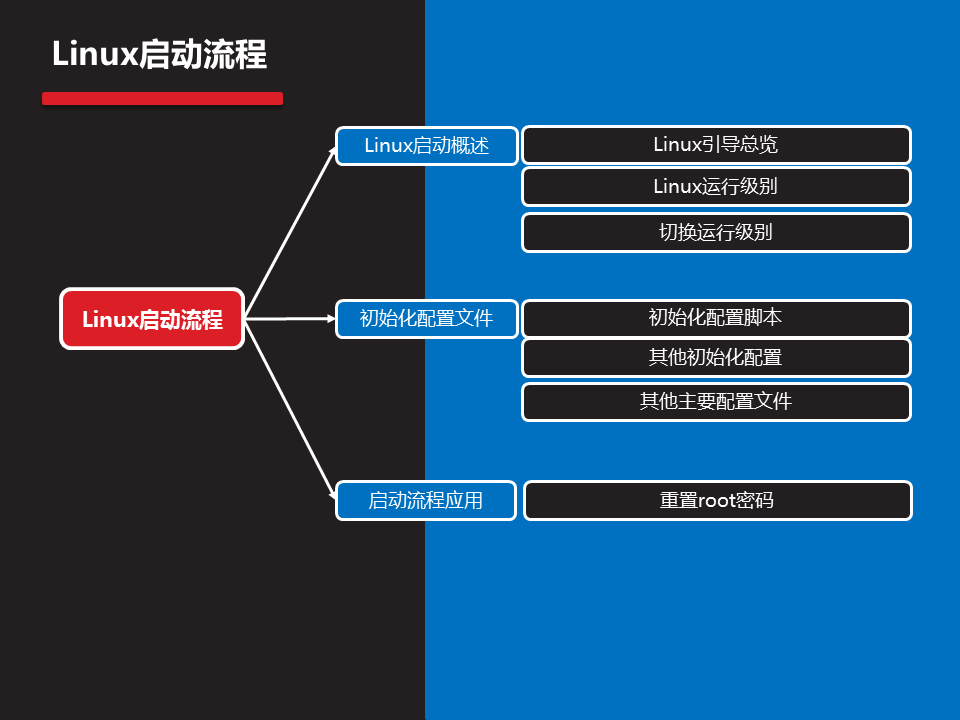 Linux启动流程
Linux启动概述
Linux引导总览
Linux运行级别
切换运行级别
Linux启动流程
初始化配置文件
初始化配置脚本
其他初始化配置
其他主要配置文件
启动流程应用
重置root密码